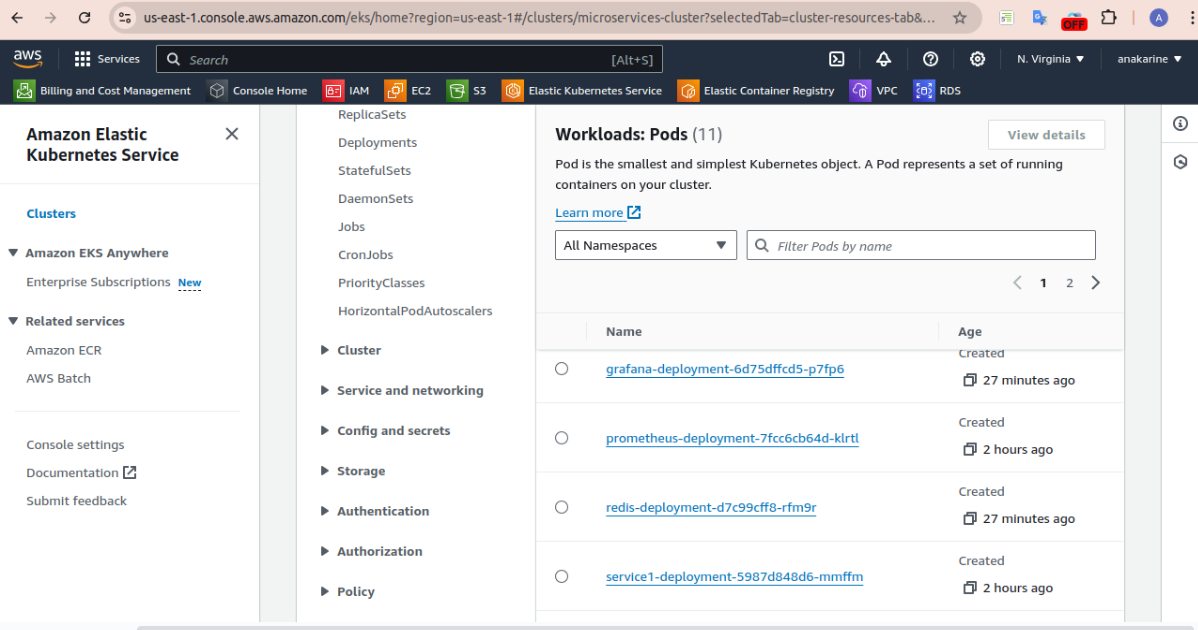 us-east-1.console.aws.amazon.com/eks/home?region=us-east-1#/clusters/microservices-cluster?selectedTab=cluster-resources-tab&...
OFF
A
aws
Services
Search
[Alt+S]
N. Virginia
anakarine
Billing and Cost Management
Console Home
IAM
EC2
S3
Elastic Kubernetes Service
Elastic Container Registry
VPC
RDS
Amazon Elastic
Kubernetes Service
Clusters
Amazon EKS Anywhere
Enterprise Subscriptions New
Related services
Amazon ECR
AWS Batch
Console settings
Documentation
Submit feedback
ReplicaSets
Deployments
StatefulSets
DaemonSets
Jobs
CronJobs
PriorityClasses
HorizontalPodAutoscalers
Cluster
Service and networking
Config and secrets
Storage
Authentication
Authorization
Policy
Workloads: Pods (11)
View details
Pod is the smallest and simplest Kubernetes object. A Pod represents a set of running
containers on your cluster.
Learn more
All Namespaces
Filter Pods by name
1 2
Name
Age
Created
grafana-deployment-6d75dffcd5-p7fp6
27 minutes ago
Created
prometheus-deployment-7fcc6cb64d-klrtl
2 hours ago
Created
redis-deployment-d7c99cff8-rfm9r
27 minutes ago
Created
service1-deployment-5987d848d6-mmffm
2 hours ago